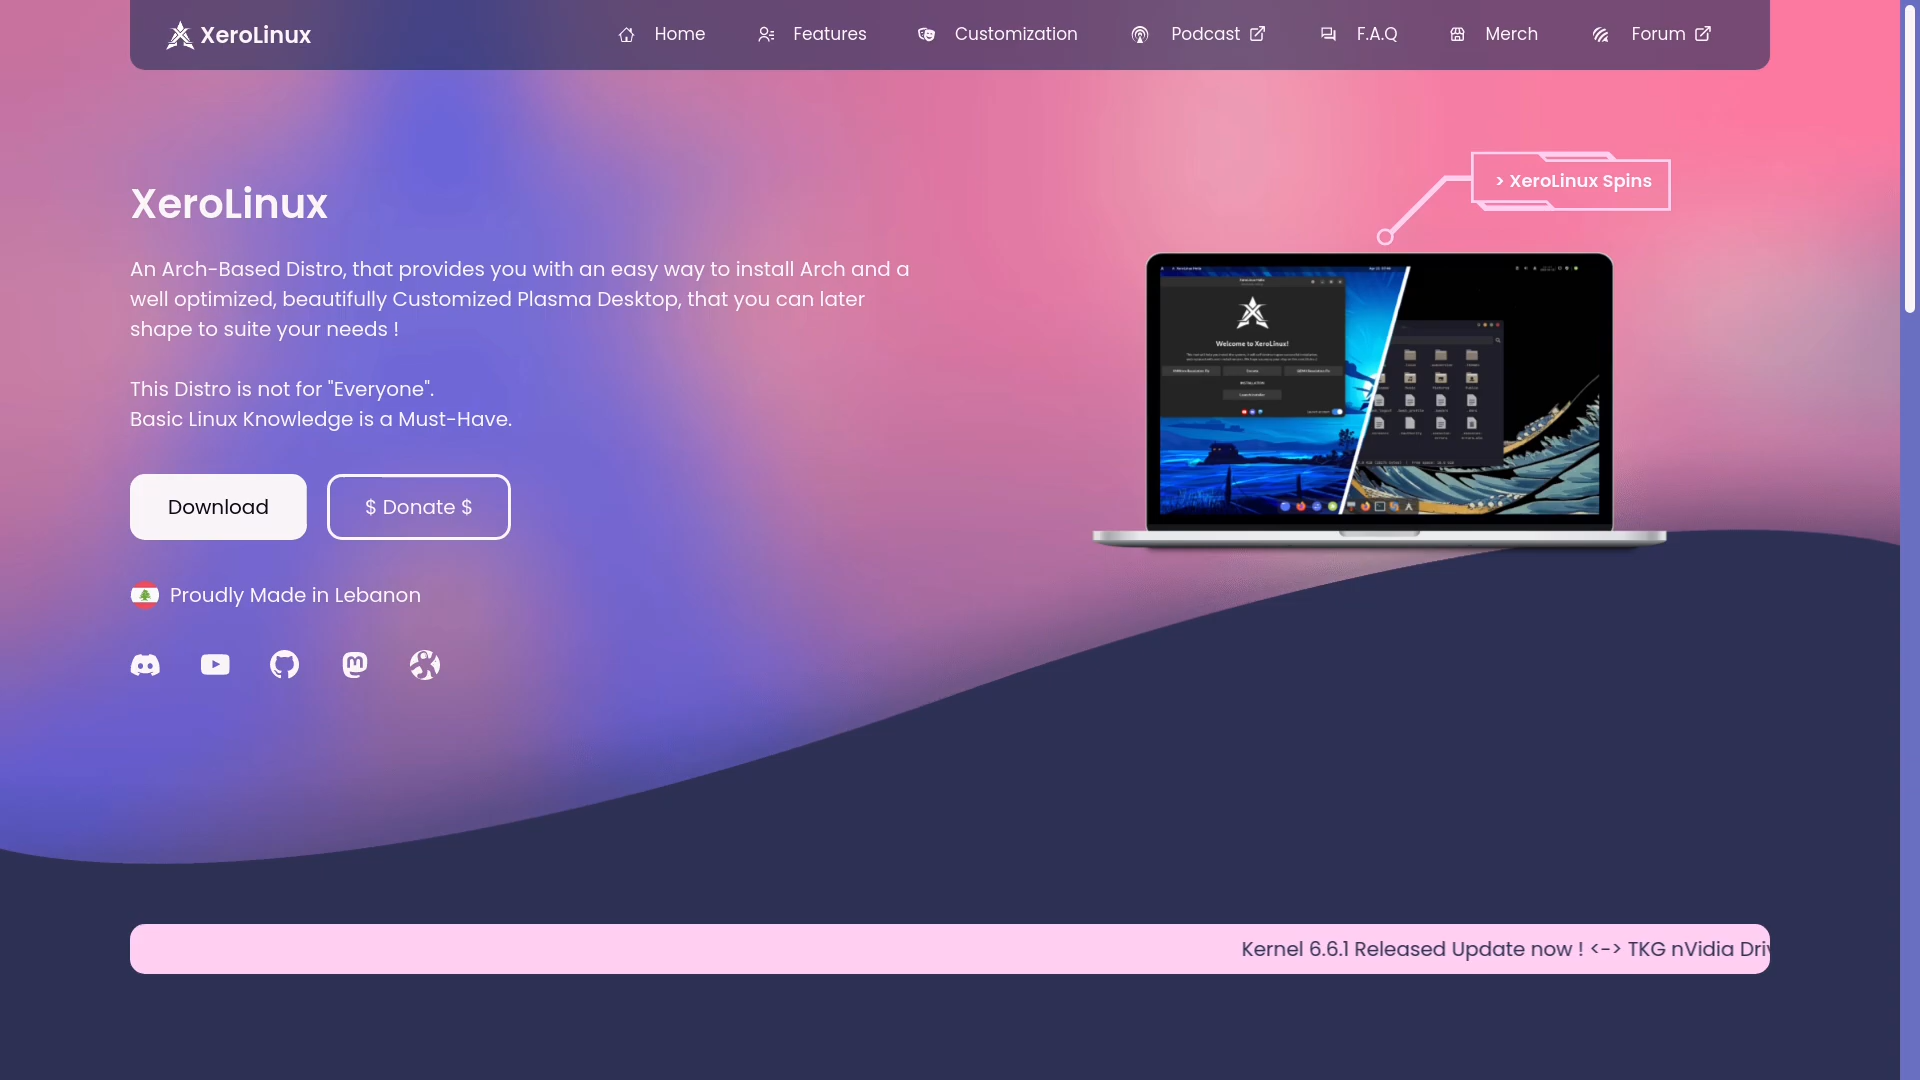 XeroLinux
Home
Features
Customization
Podcast
F.A.Q
Merch
Forum
> XeroLinux Spins
XeroLinux
An Arch-Based Distro, that provides you with an easy way to install Arch and a
well optimized, beautifully Customized Plasma Desktop, that you can later
shape to suite your needs !
This Distro is not for "Everyone".
Basic Linux Knowledge is a Must-Have.
Welcome to XeroLinux!
Download
$ Donate $
Proudly Made in Lebanon
Kernel 6.6.1 Released Update now ! <-> TKG nVidia